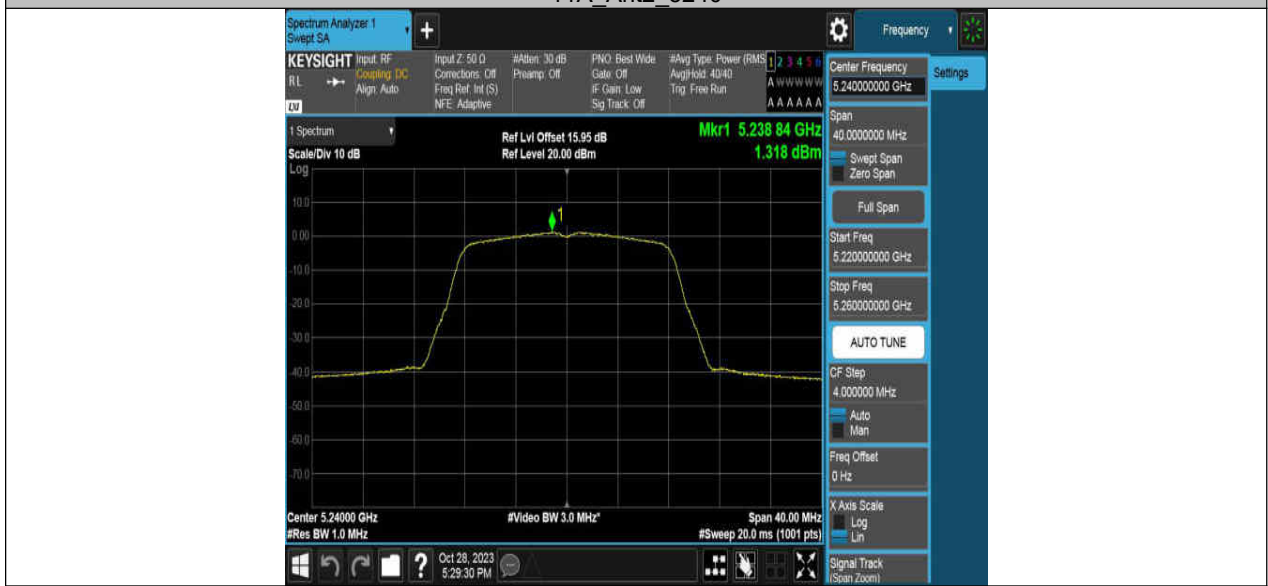 Spectrum Analyzer 1
Swept SA
+
Frequency
KEYSIGHT
Input: RF
Coupling: DC
Align: Auto
RL
LXI
Input Z: 50 Ω
Corrections: Off
Freq Ref: Int (S)
NFE: Adaptive
#Atten: 30 dB
Preamp: Off
PNO: Best Wide
Gate: Off
IF Gain: Low
Sig Track: Off
#Avg Type: Power (RMS
Avg|Hold: 40/40
Trig: Free Run
1 2 3 4 5 6
A W W W W W
A A A A A A
Center Frequency
5.240000000 GHz
Settings
Span
40.0000000 MHz
Swept Span
Zero Span
Full Span
Start Freq
5.220000000 GHz
Stop Freq
5.260000000 GHz
AUTO TUNE
CF Step
4.000000 MHz
Auto
Man
Freq Offset
0 Hz
X Axis Scale
Log
Lin
Signal Track
(Span Zoom)
1 Spectrum
Scale/Div 10 dB
Log
Ref Lvl Offset 15.95 dB
Ref Level 20.00 dBm
Mkr1 5.238 84 GHz
1.318 dBm
1
10.0
0.00
-10.0
-20.0
-30.0
-40.0
-50.0
-60.0
-70.0
Center 5.24000 GHz
#Res BW 1.0 MHz
#Video BW 3.0 MHz*
Span 40.00 MHz
#Sweep 20.0 ms (1001 pts)
?
Oct 28, 2023
5:29:30 PM